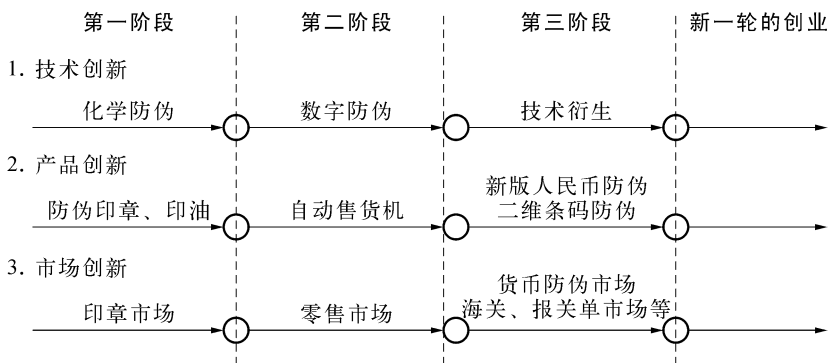 第一阶段 第二阶段 第三阶段 新一轮的创业
1. 技术创新
化学防伪 数字防伪 技术衍生
2. 产品创新
新版人民币防伪
防伪印章、印油 自动售货机 二维条码防伪
3. 市场创新
货币防伪市场
印章市场 零售市场 海关、报关单市场等